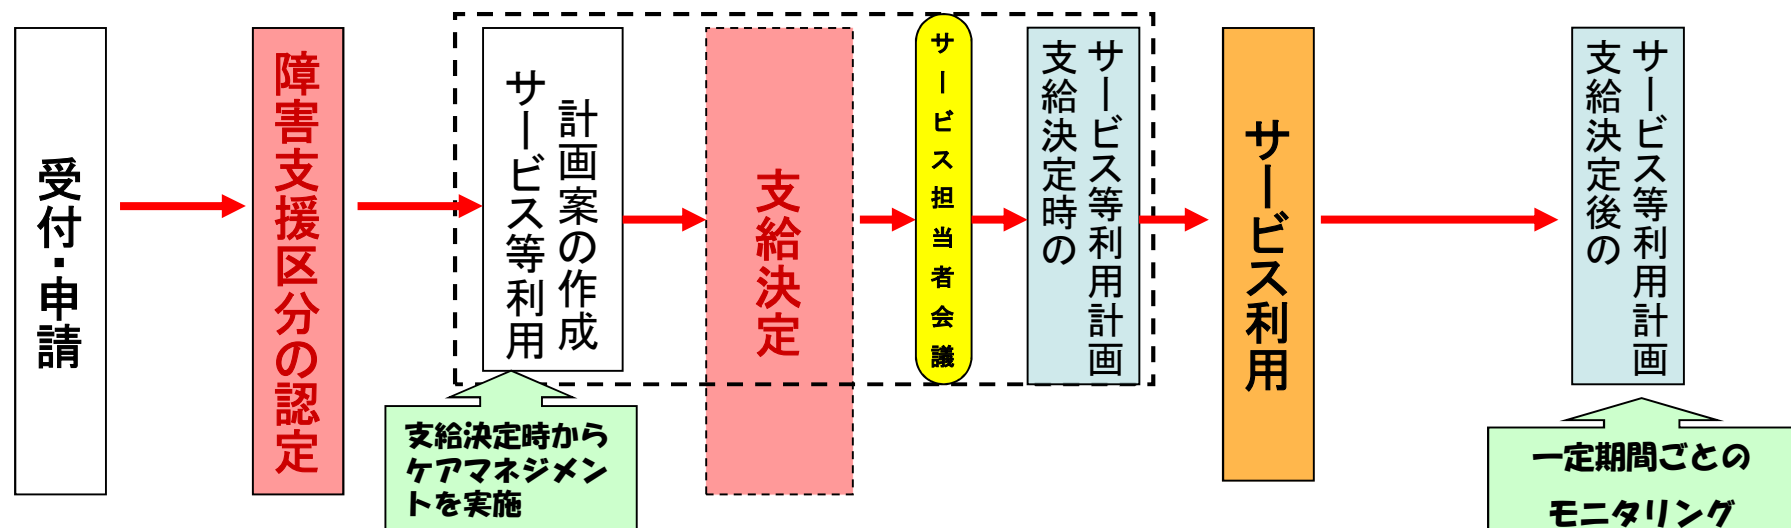 受付・申請
障害支援区分の認定
サービス等利用
計画案の作成
支給決定時から
ケアマネジメン
トを実施
支給決定
サービス担当者会議
サービス等利用計画
支給決定時の
サービス利用
サービス等利用計画
支給決定後の
一定期間ごとの
モニタリング